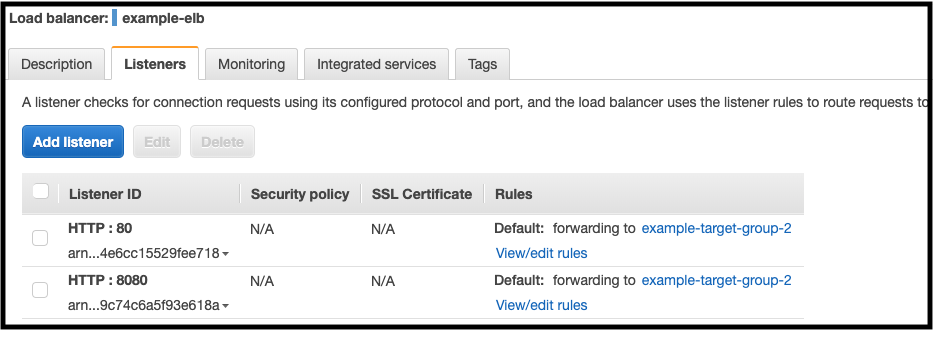 Load balancer: example-elb
Description Listeners Monitoring Integrated services Tags
A listener checks for connection requests using its configured protocol and port, and the load balancer uses the listener rules to route requests to
Add listener Edit Delete
Listener ID Security policy SSL Certificate Rules
HTTP : 80 N/A N/A Default: forwarding to example-target-group-2
arn...4e6cc15529fee718 View/edit rules
HTTP : 8080 N/A N/A Default: forwarding to example-target-group-2
arn...9c74c6a5f93e618a View/edit rules